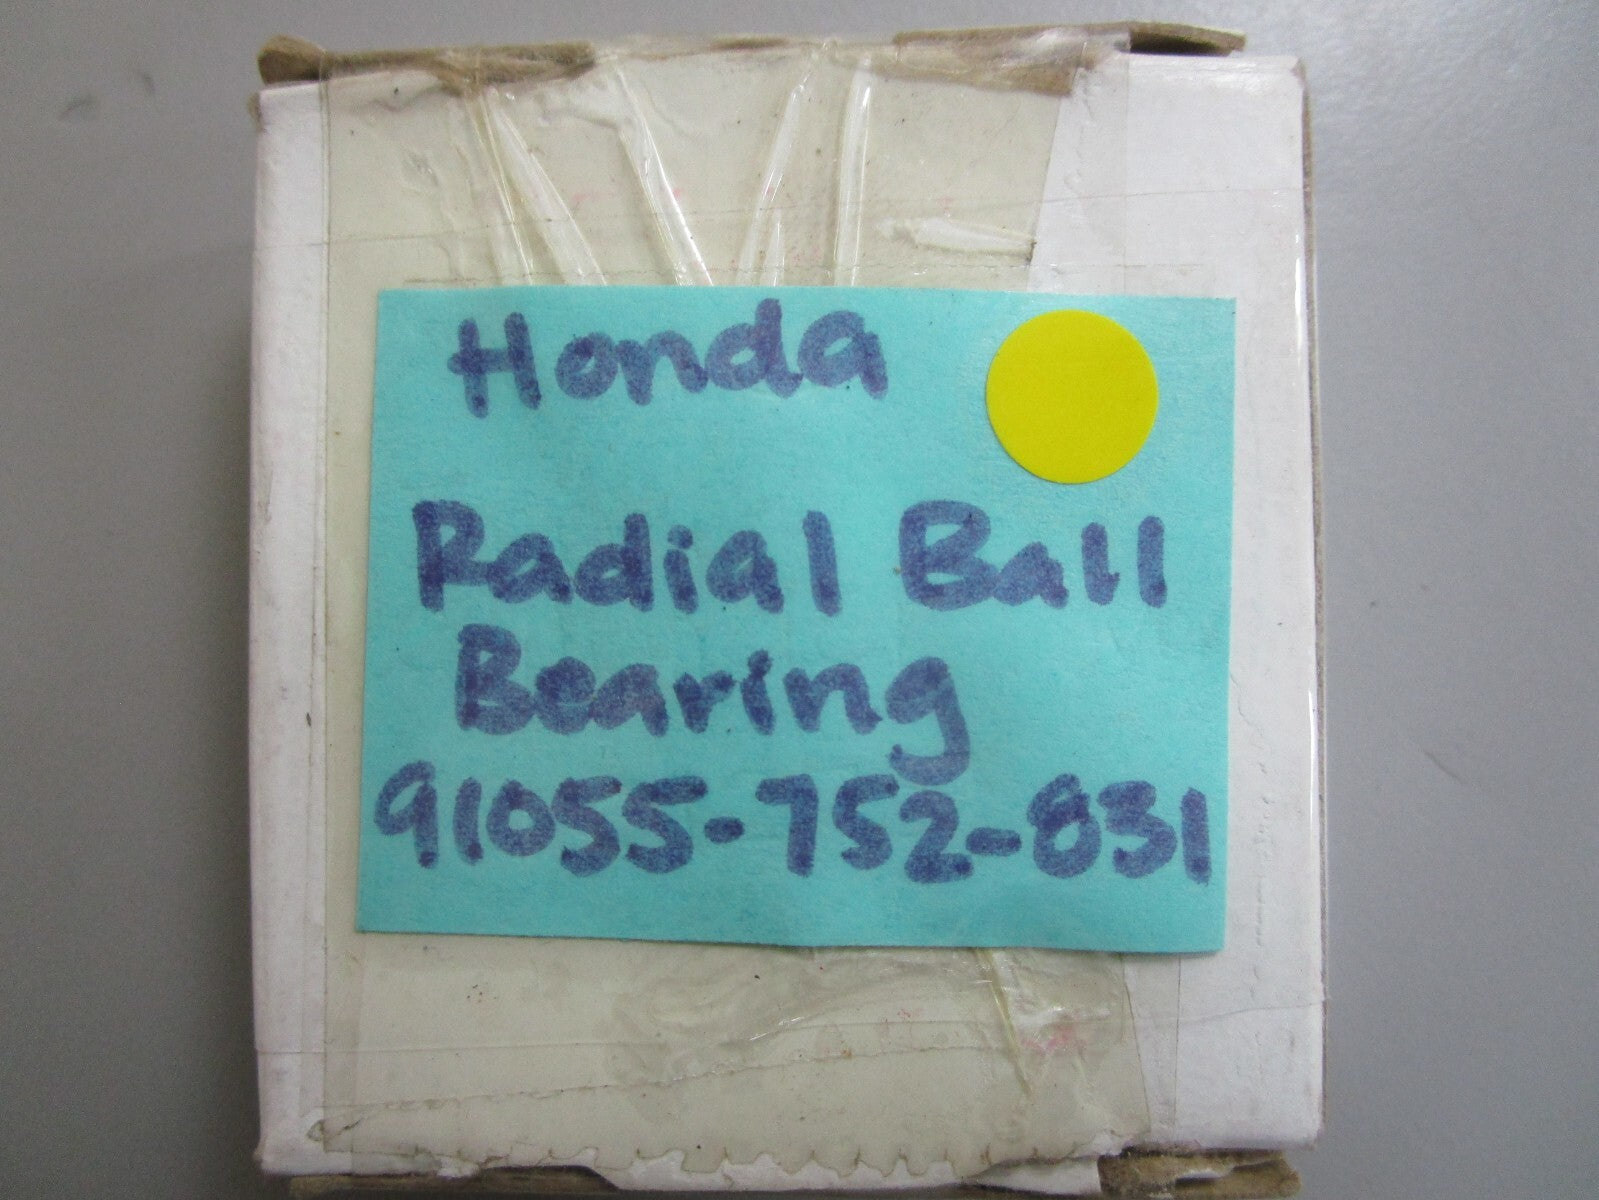 Honda
Radial Ball
Bearing
91055-752-831